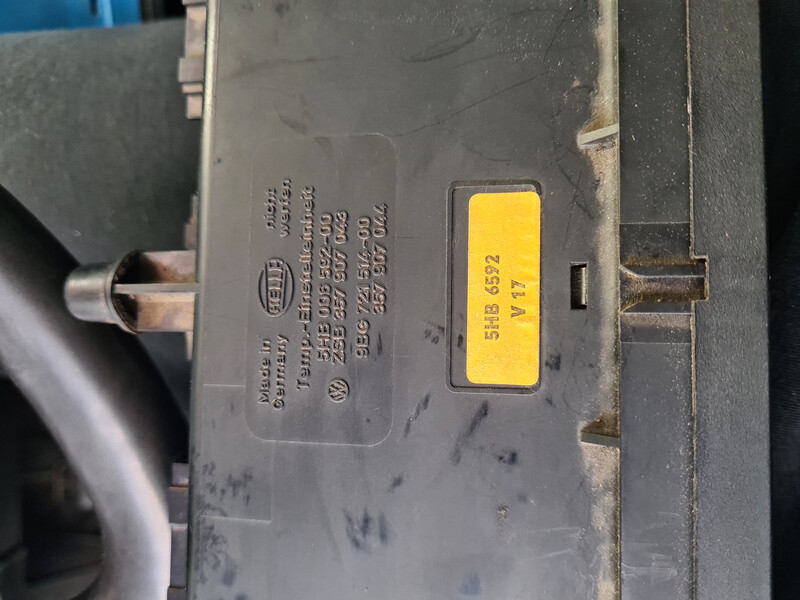 Made in Germany
HELLA
nicht werfen
Temp.-Einstelleinheit
5HB 006 592-00
ZSB 357 907 043
9BG 721 514-00
357 907 044
5HB 6592
V 17